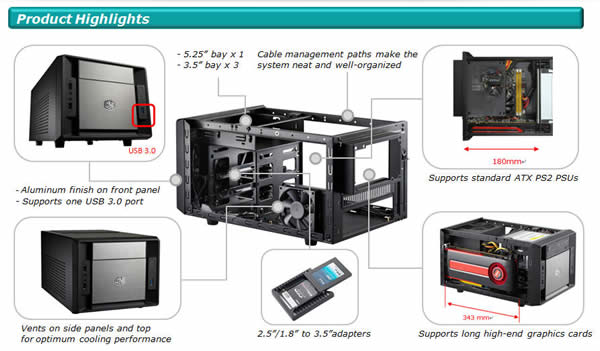 Product Highlights
- 5.25" bay x 1
- 3.5" bay x 3
Cable management paths make the
system neat and well-organized
USB 3.0
180mm
- Aluminum finish on front panel
- Supports one USB 3.0 port
Supports standard ATX PS2 PSUs
343 mm
Vents on side panels and top
for optimum cooling performance
2.5"/1.8" to 3.5"adapters
Supports long high-end graphics cards